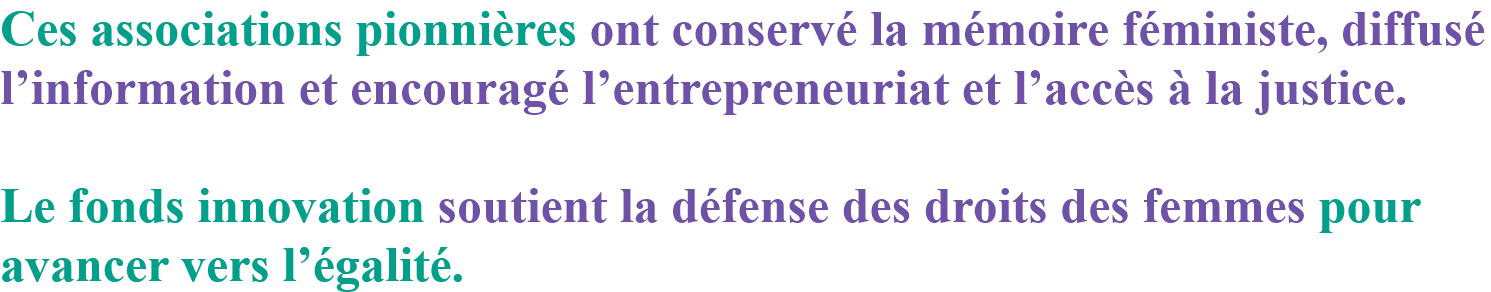 Ces associations pionnières ont conservé la mémoire féministe, diffusé
l’information et encouragé l’entrepreneuriat et l’accès à la justice.
Le fonds innovation soutient la défense des droits des femmes pour
avancer vers l’égalité.